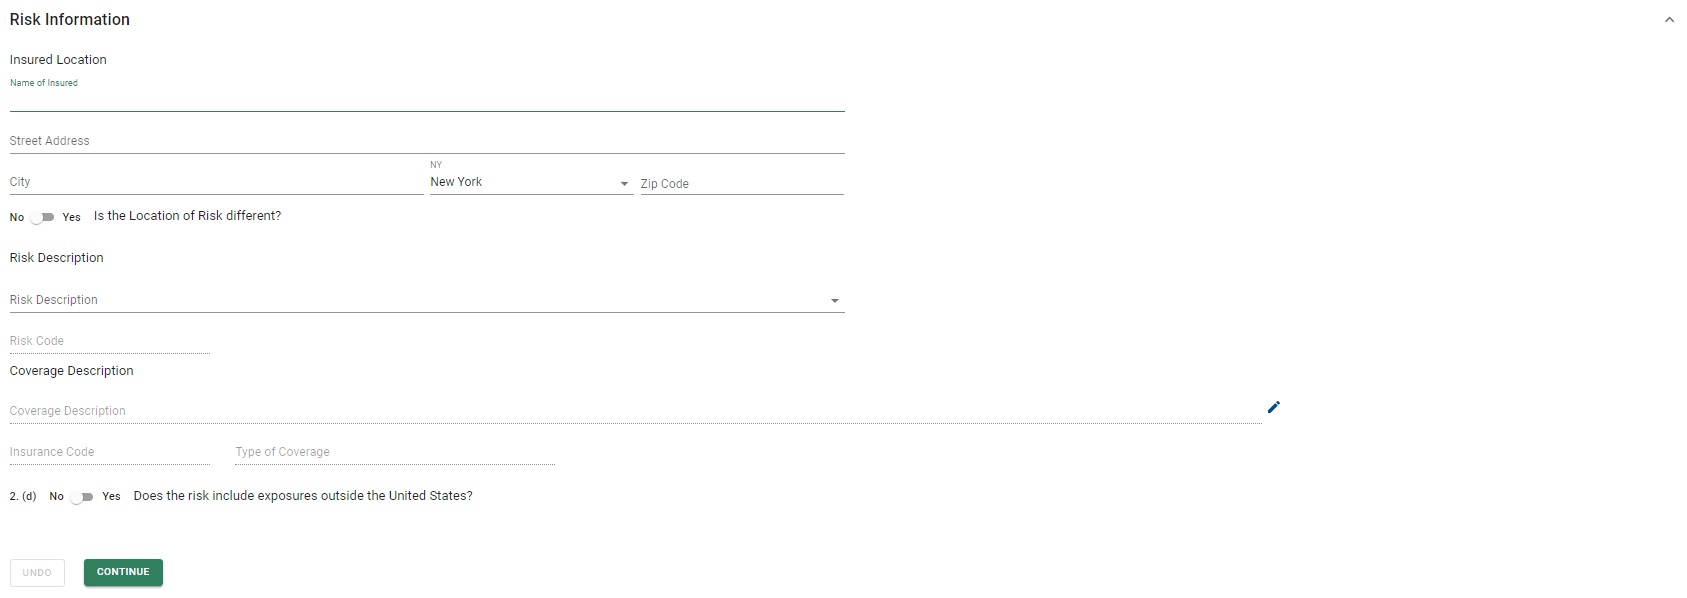 Risk Information
Insured Location
Name of Insured
Street Address
NY
City New York Zip Code
No Yes Is the Location of Risk different?
Risk Description
Risk Description
Risk Code
Coverage Description
Coverage Description
Insurance Code Type of Coverage
2. (d) No Yes Does the risk include exposures outside the United States?
UNDO CONTINUE